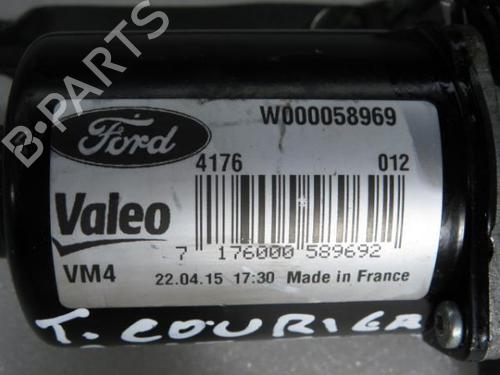 B-PARTS
W000058969
Ford
4176 012
Valeo
7 176000 589692
VM4 22.04.15 17:30 Made in France
T. COURIER